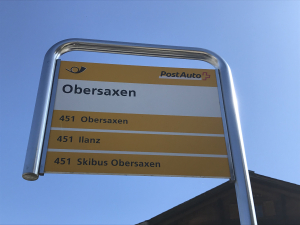 PostAuto
Obersaxen
451 Obersaxen
451 Ilanz
451 Skibus Obersaxen